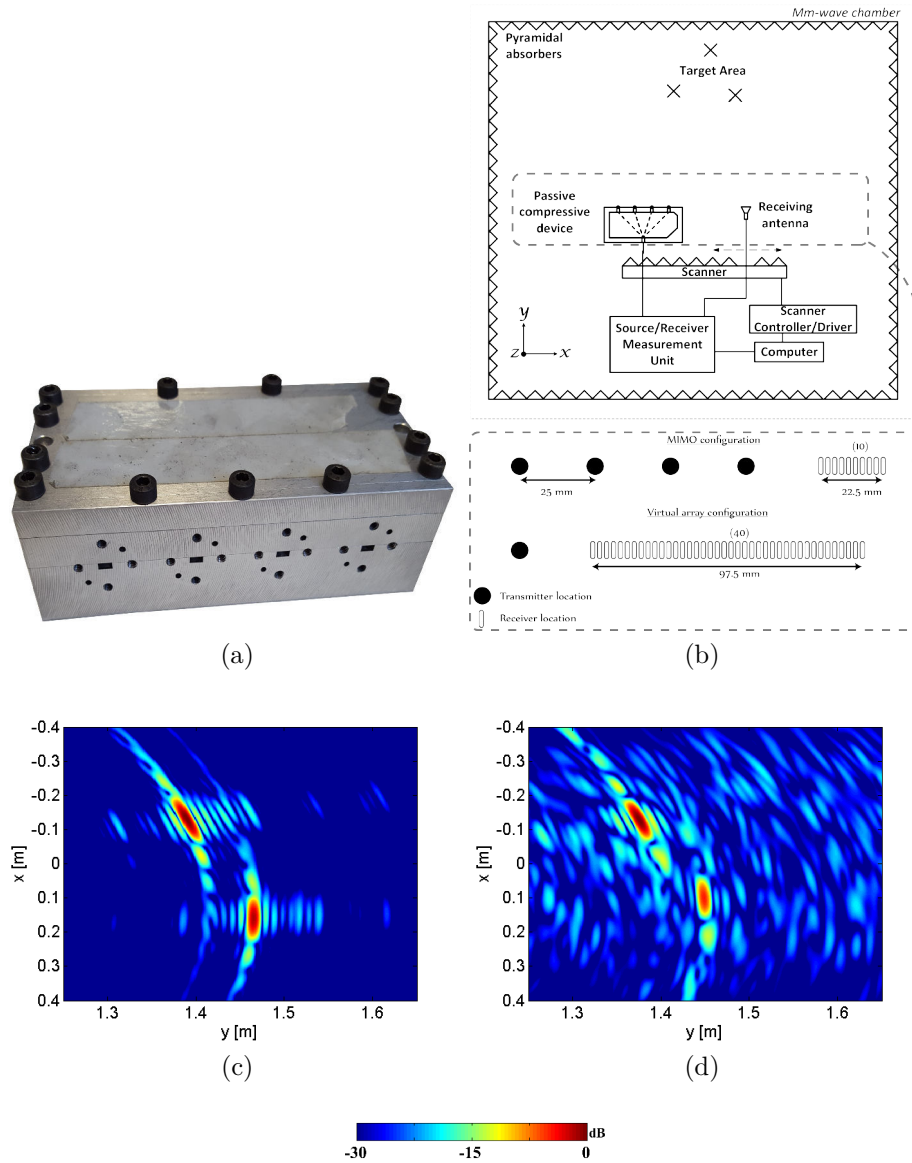 Mm-wave chamber
Pyramidal
absorbers
Target Area
Passive
compressive
device
Receiving
antenna
Scanner
Scanner
Controller/Driver
Source/Receiver
Measurement
Unit
Computer
y
z
x
MIMO configuration
(10)
25 mm
22.5 mm
Virtual array configuration
(40)
97.5 mm
Transmitter location
Receiver location
(a)
(b)
-0.4
-0.3
-0.2
-0.1
0
0.1
0.2
0.3
0.4
x [m]
1.3
1.4
1.5
1.6
y [m]
(c)
-0.4
-0.3
-0.2
-0.1
0
0.1
0.2
0.3
0.4
x [m]
1.3
1.4
1.5
1.6
y [m]
(d)
dB
-30
-15
0